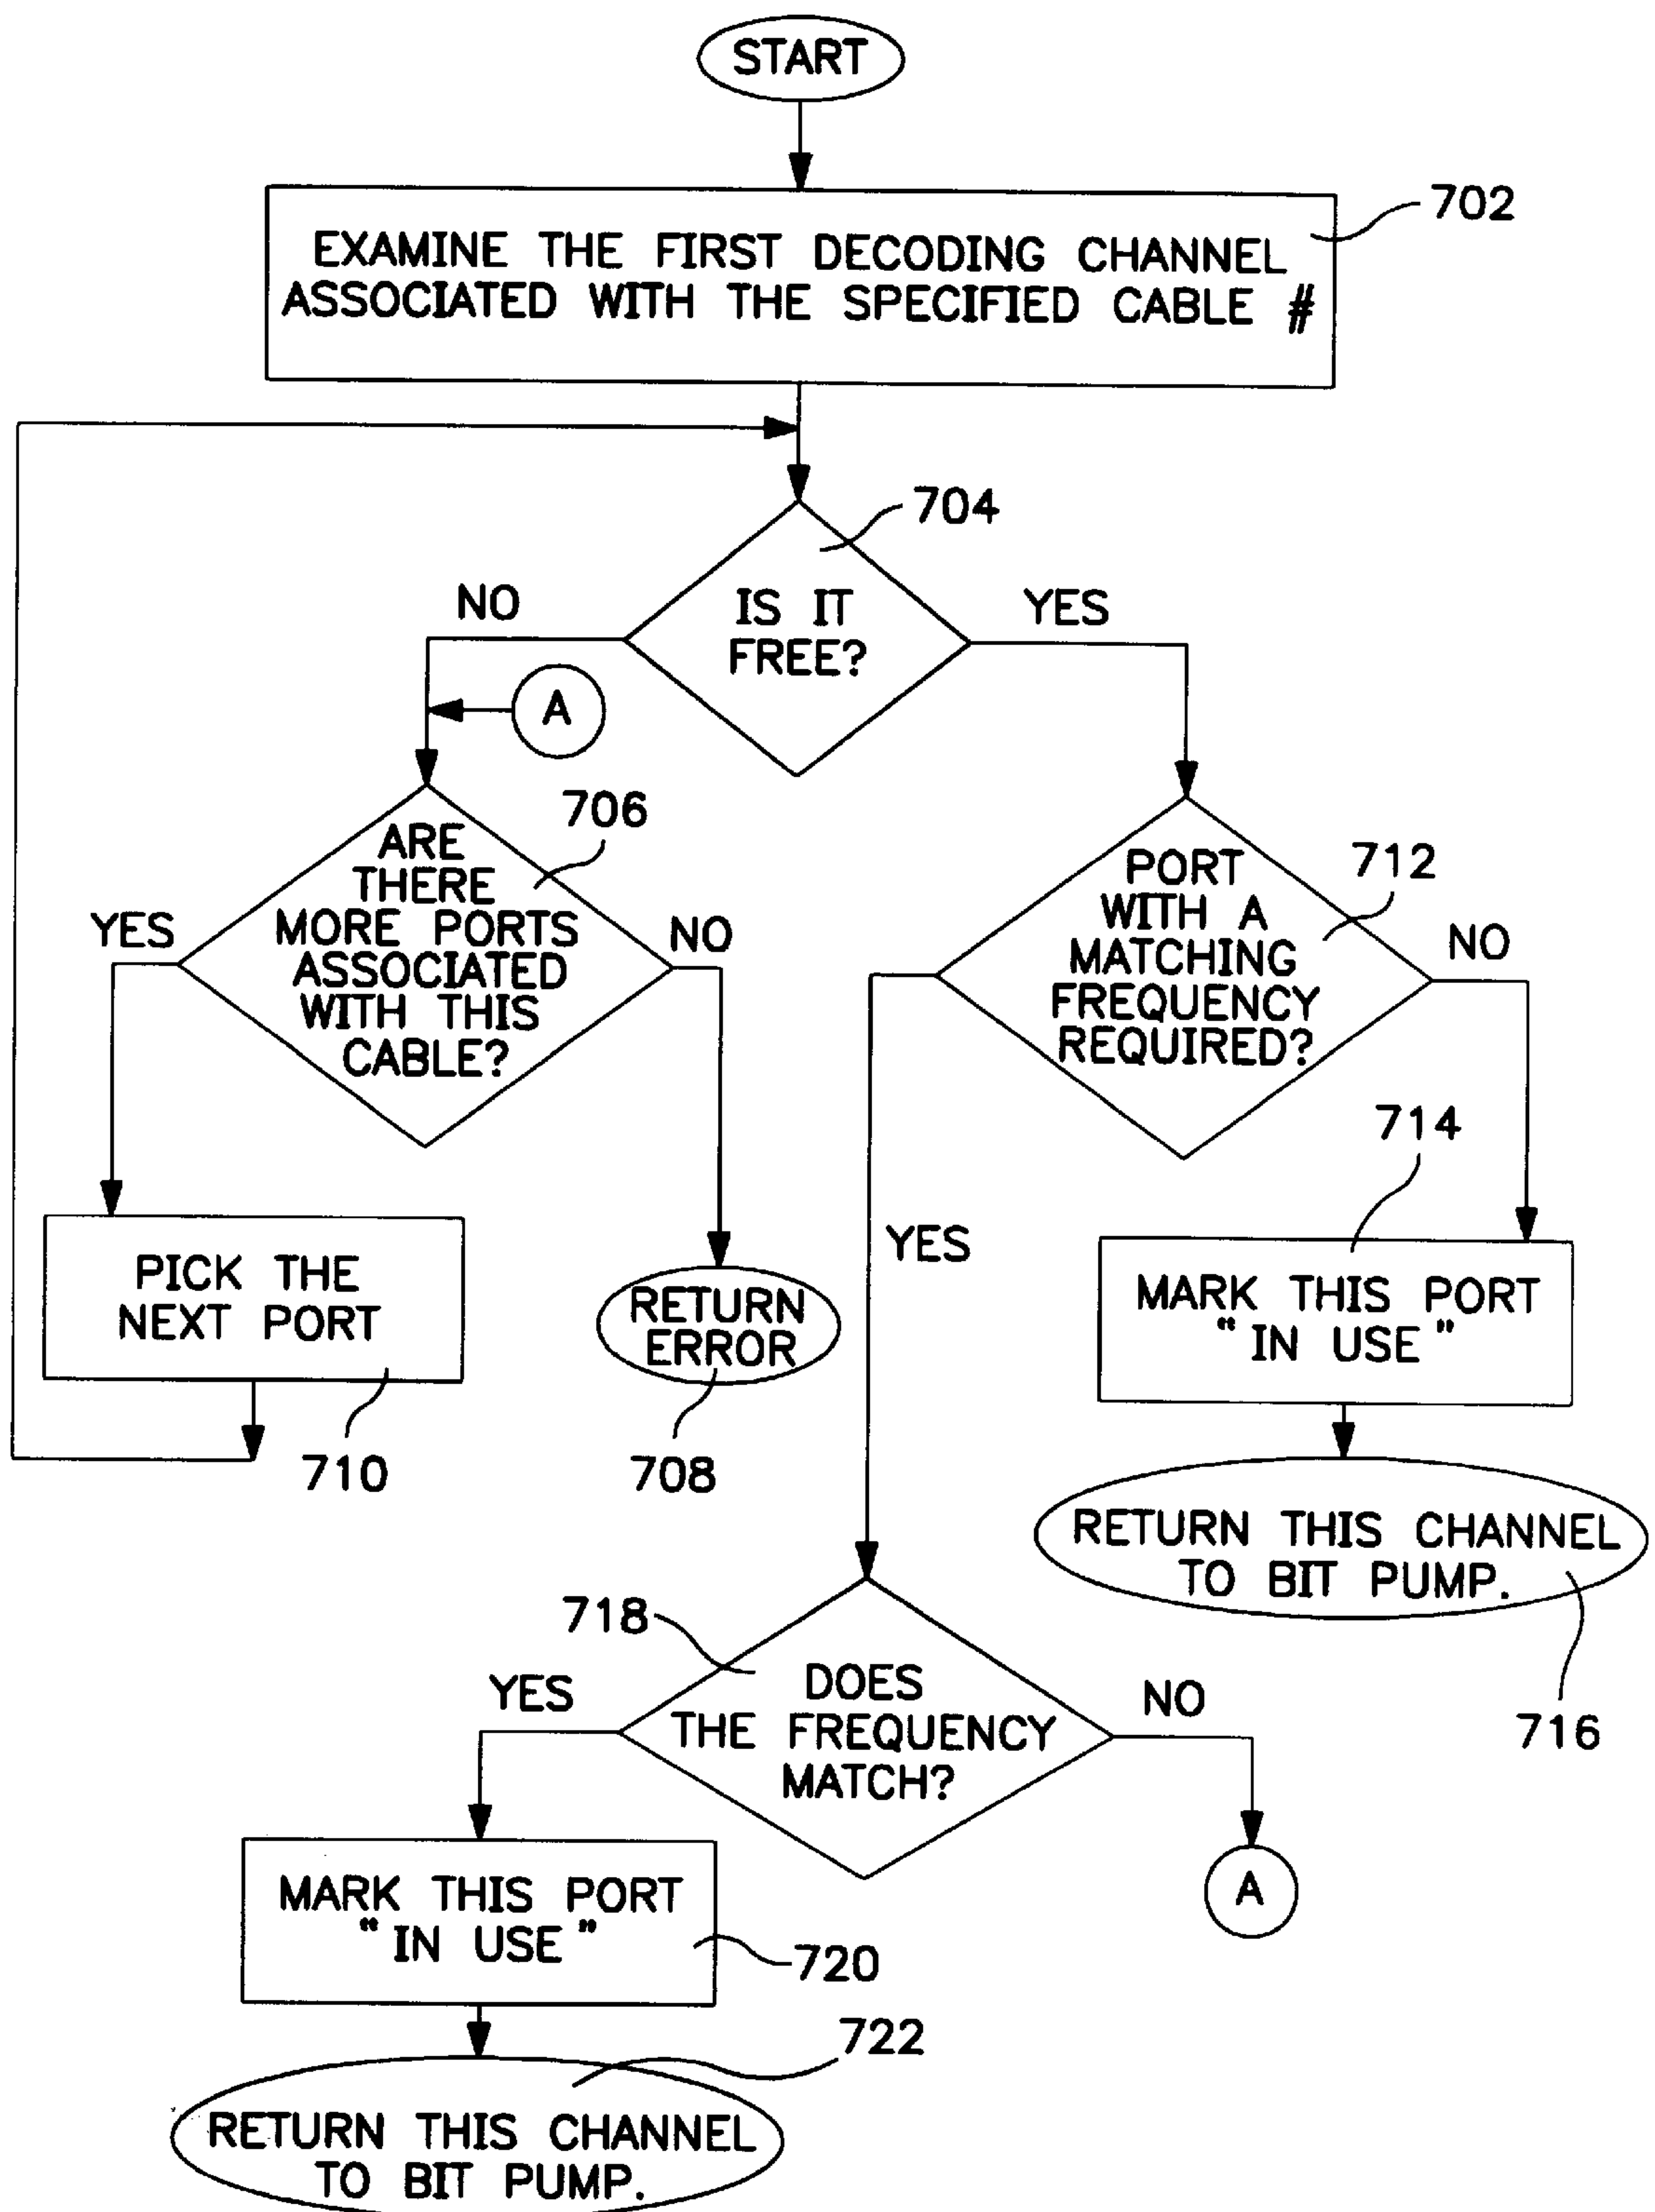 START
702
EXAMINE THE FIRST DECODING CHANNEL
ASSOCIATED WITH THE SPECIFIED CABLE #
704
NO
IS IT
FREE?
YES
A
706
ARE
THERE
MORE PORTS
ASSOCIATED
WITH THIS
CABLE?
YES
NO
712
PORT
WITH A
MATCHING
FREQUENCY
REQUIRED?
NO
714
YES
PICK THE
NEXT PORT
RETURN
ERROR
MARK THIS PORT
"IN USE"
710
708
RETURN THIS CHANNEL
TO BIT PUMP.
716
718
YES
DOES
THE FREQUENCY
MATCH?
NO
MARK THIS PORT
"IN USE"
A
720
722
RETURN THIS CHANNEL
TO BIT PUMP.